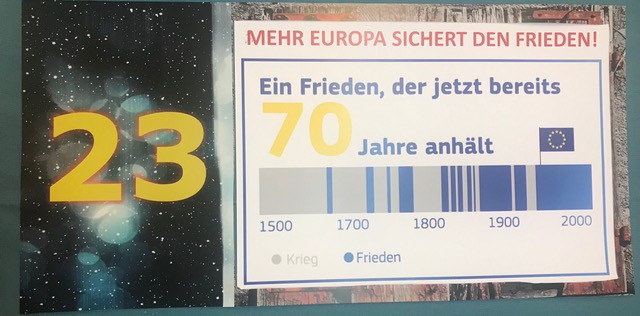 23
MEHR EUROPA SICHERT DEN FRIEDEN!
Ein Frieden, der jetzt bereits
70 Jahre anhält
1500 1700 1800 1900 2000
Krieg Frieden